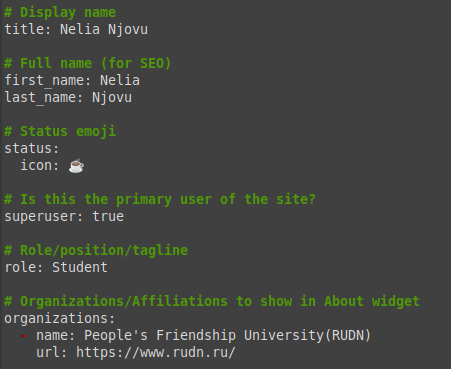 # Display name
title: Nelia Njovu

# Full name (for SEO)
first_name: Nelia
last_name: Njovu

# Status emoji
status:
  icon: ☕

# Is this the primary user of the site?
superuser: true

# Role/position/tagline
role: Student

# Organizations/Affiliations to show in About widget
organizations:
  - name: People's Friendship University(RUDN)
    url: https://www.rudn.ru/